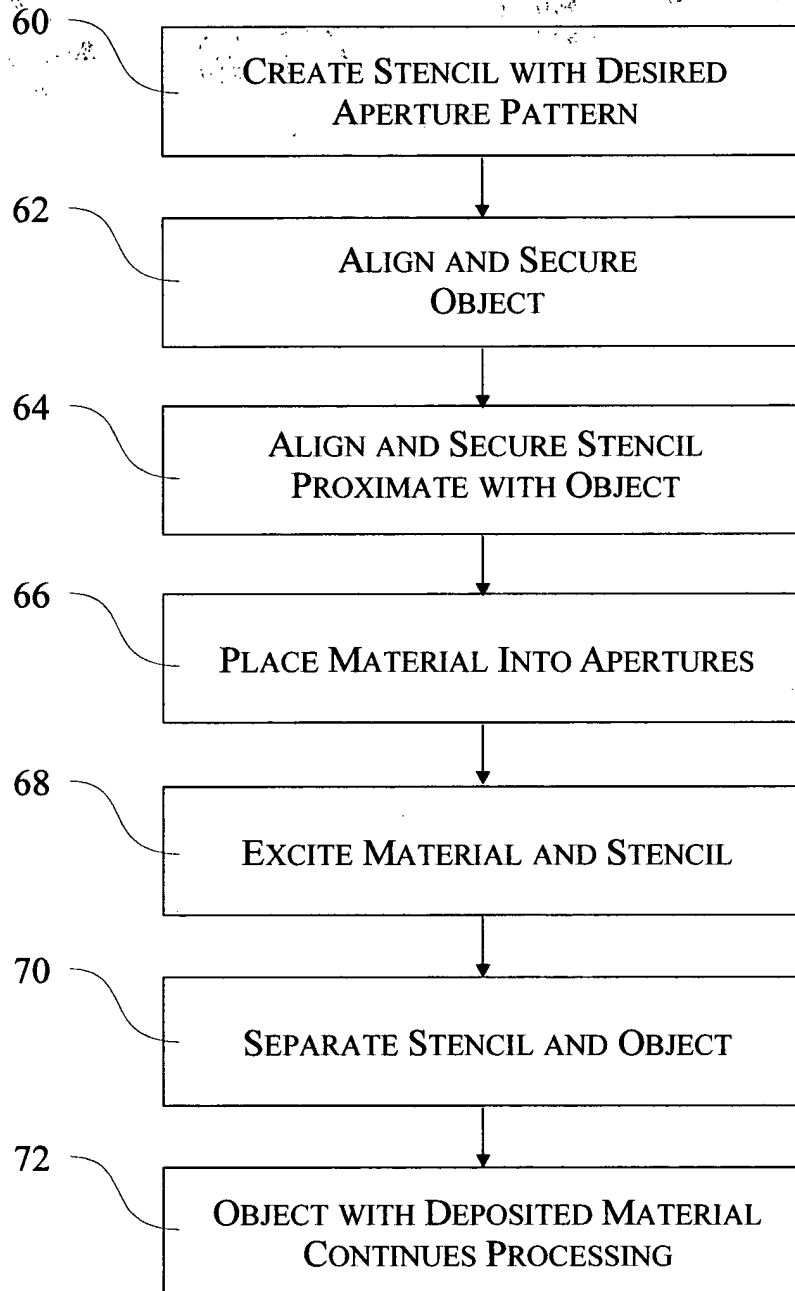 60
CREATE STENCIL WITH DESIRED
APERTURE PATTERN
62
ALIGN AND SECURE
OBJECT
64
ALIGN AND SECURE STENCIL
PROXIMATE WITH OBJECT
66
PLACE MATERIAL INTO APERTURES
68
EXCITE MATERIAL AND STENCIL
70
SEPARATE STENCIL AND OBJECT
72
OBJECT WITH DEPOSITED MATERIAL
CONTINUES PROCESSING